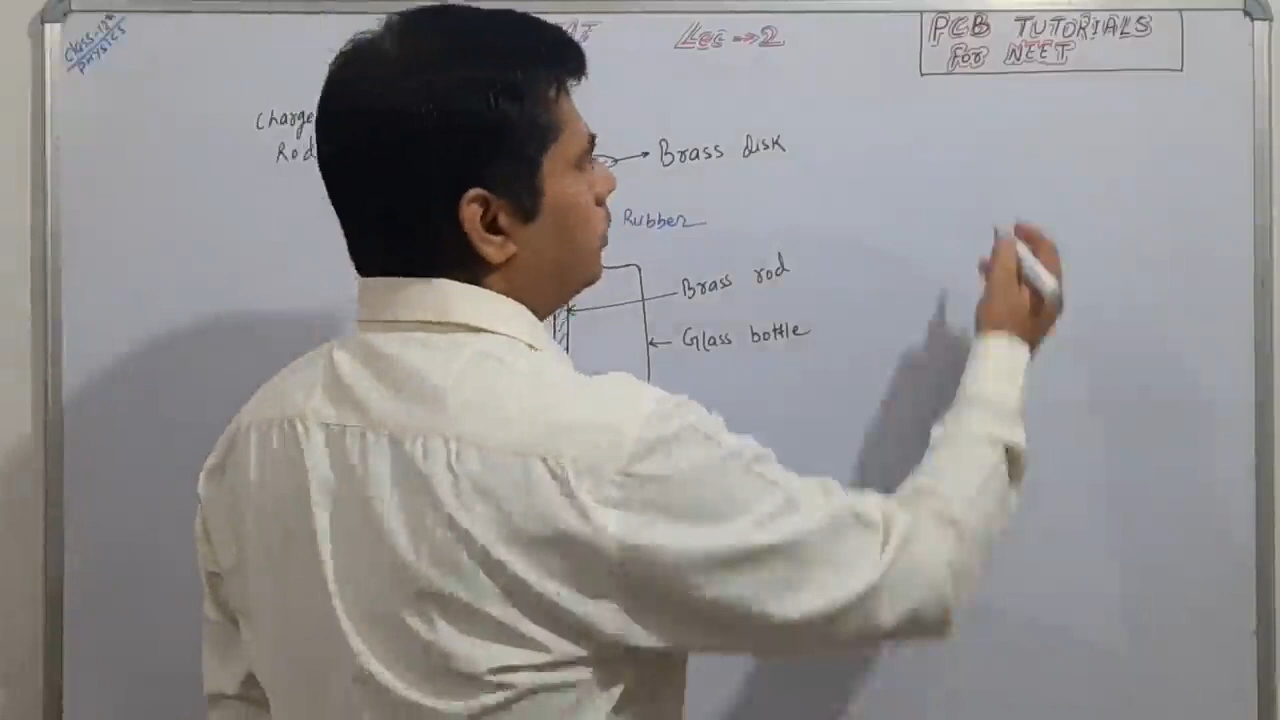 Class-12th
Physics
Lec → 2
PCB TUTORIALS
for NEET
Charge
Rod
Brass disk
Rubber
Brass rod
Glass bottle